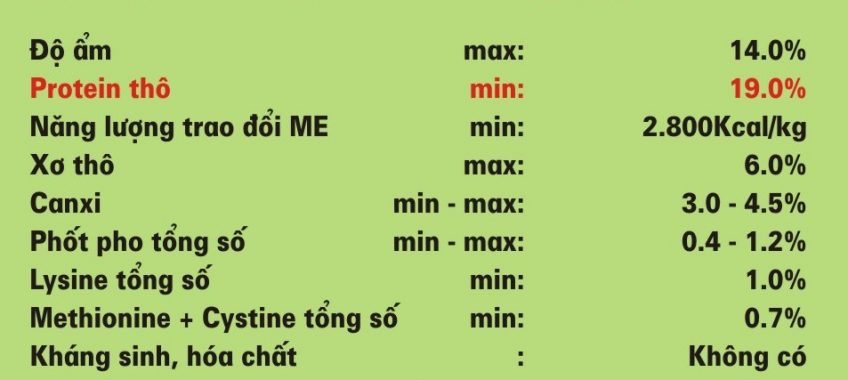 Độ ẩm max: 14.0%
Protein thô min: 19.0%
Năng lượng trao đổi ME min: 2.800Kcal/kg
Xơ thô max: 6.0%
Canxi min - max: 3.0 - 4.5%
Phốt pho tổng số min - max: 0.4 - 1.2%
Lysine tổng số min: 1.0%
Methionine + Cystine tổng số min: 0.7%
Kháng sinh, hóa chất : Không có